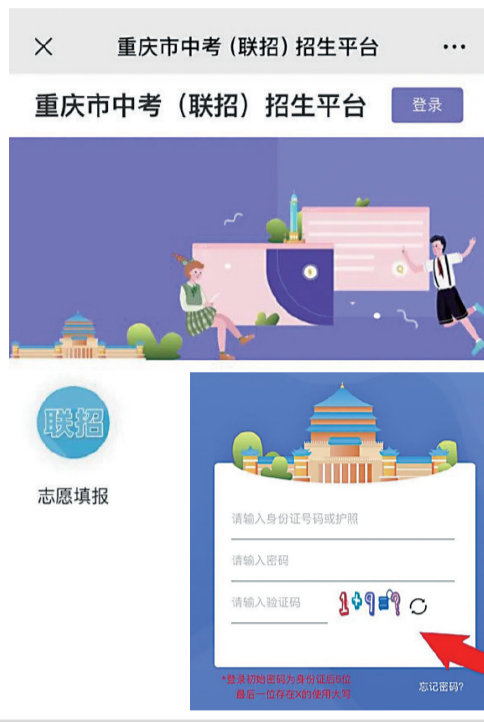 重庆市中考（联招）招生平台
重庆市中考（联招）招生平台
登录
联招
志愿填报
请输入身份证号码或护照
请输入密码
请输入验证码
1+9=?
*登录初始密码为身份证后6位
最后一位存在X的使用大写
忘记密码?